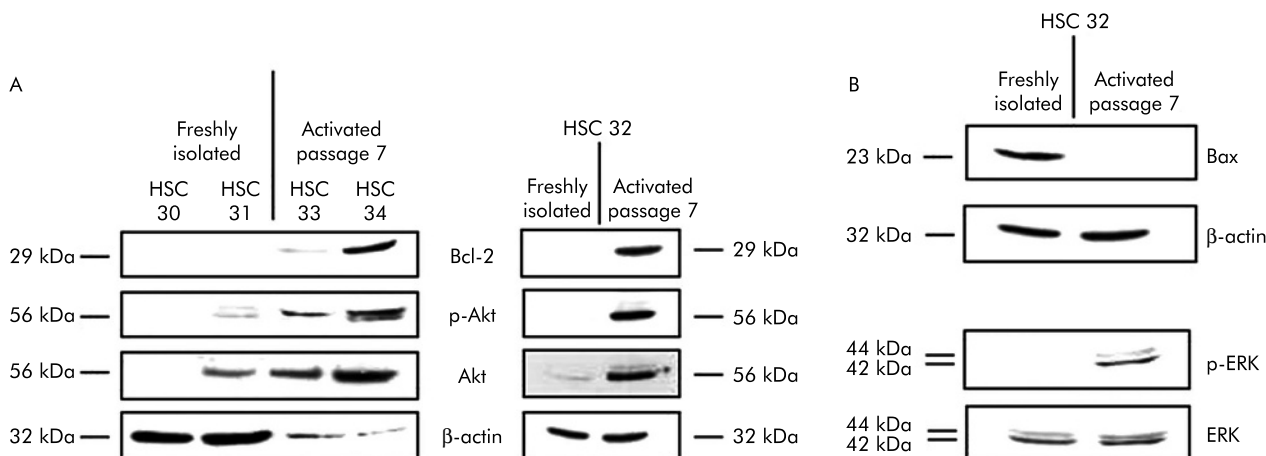 A
Freshly
isolated
Activated
passage 7
HSC
30
HSC
31
HSC
33
HSC
34
29 kDa
56 kDa
56 kDa
32 kDa
Bcl-2
p-Akt
Akt
β-actin
HSC 32
Freshly
isolated
Activated
passage 7
29 kDa
56 kDa
56 kDa
32 kDa
B
HSC 32
Freshly
isolated
Activated
passage 7
23 kDa
Bax
32 kDa
β-actin
44 kDa
42 kDa
p-ERK
44 kDa
42 kDa
ERK